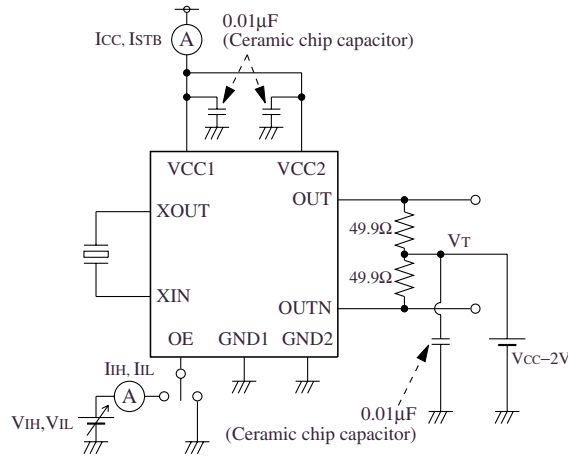 ICC, ISTB
A
0.01µF
(Ceramic chip capacitor)
VCC1
VCC2
XOUT
OUT
49.9Ω
VT
49.9Ω
XIN
OUTN
OE
GND1
GND2
VCC−2V
IIH, IIL
A
VIH,VIL
0.01µF
(Ceramic chip capacitor)